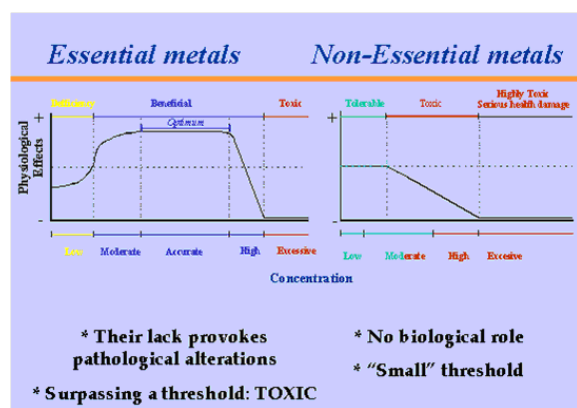 Essential metals
Non-Essential metals
Beneficial
Toxic
Optimum
+
Physiological
Effects
-
Low
Moderate
Accurate
High
Excessive
Tolerable
Toxic
Highly Toxic
Serious health damage
+
-
Low
Moderate
High
Excesive
Concentration
* Their lack provokes
pathological alterations
* Surpassing a threshold: TOXIC
* No biological role
* “Small” threshold